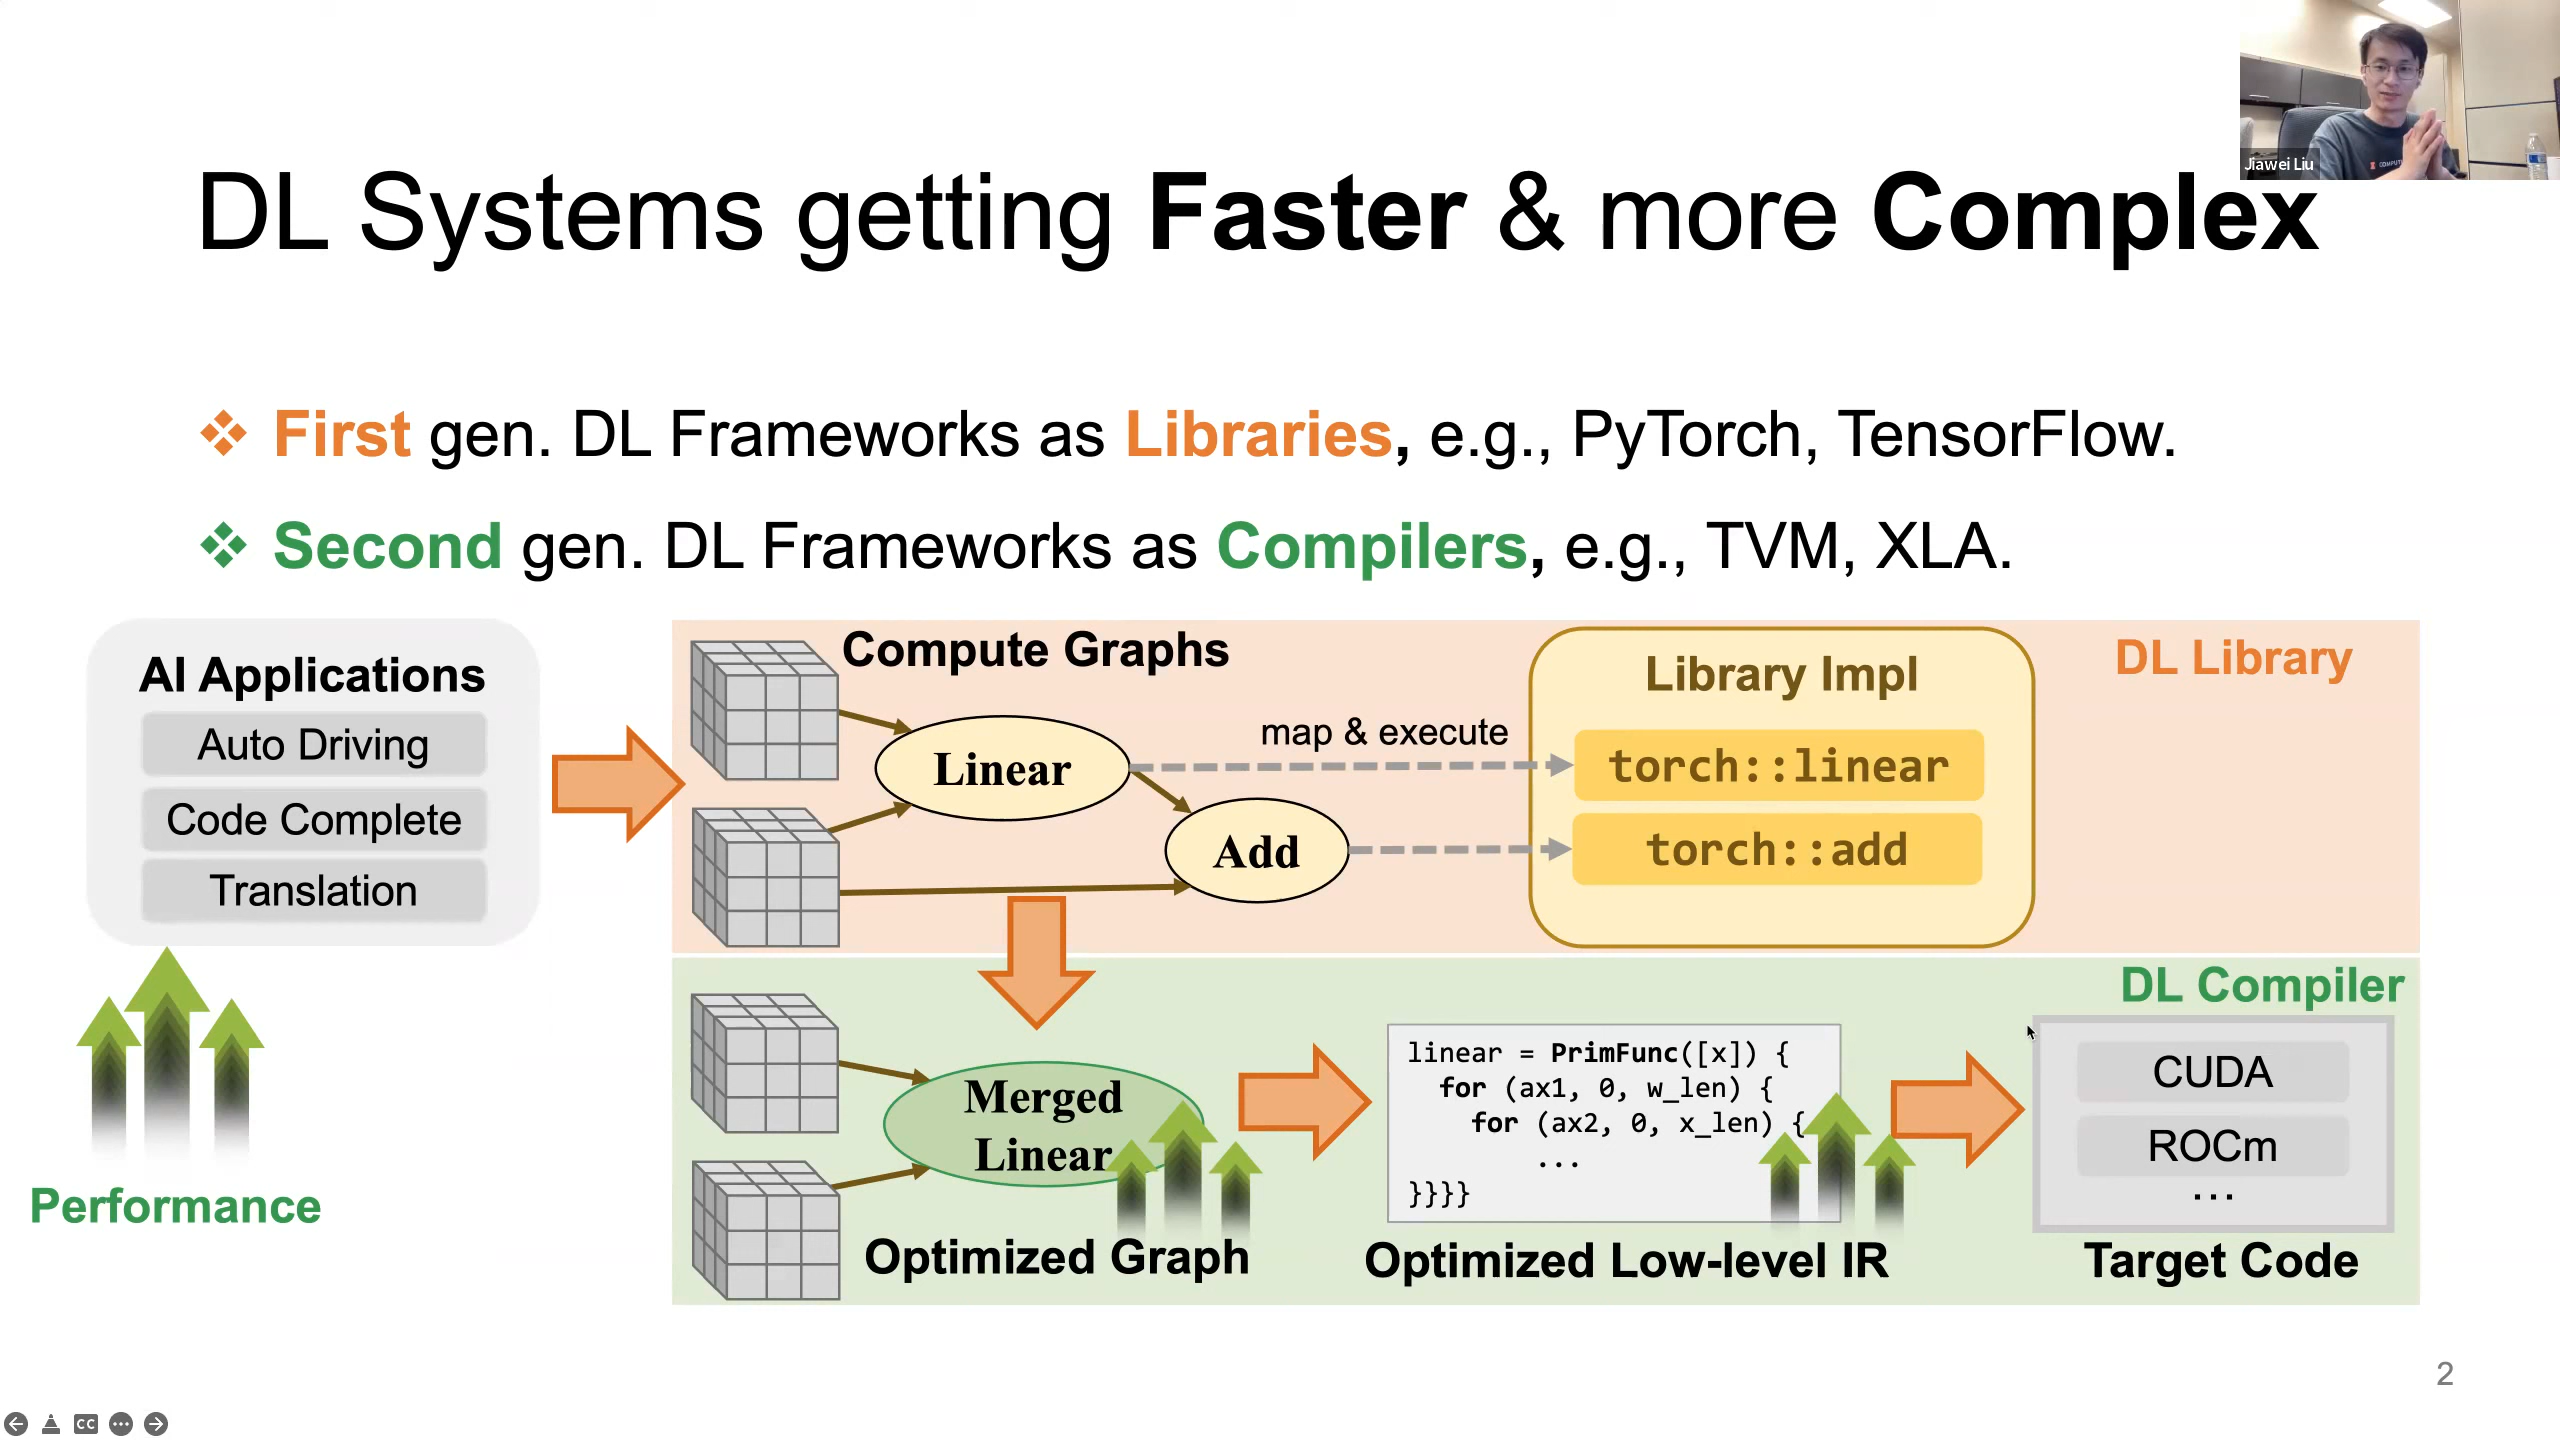 Jiawei Liu
DL Systems getting Faster & more Complex
❖ First gen. DL Frameworks as Libraries, e.g., PyTorch, TensorFlow.
❖ Second gen. DL Frameworks as Compilers, e.g., TVM, XLA.
AI Applications
Auto Driving
Code Complete
Translation
Performance
Compute Graphs
Linear
Add
map & execute
Library Impl
torch::linear
torch::add
DL Library
DL Compiler
Merged
Linear
Optimized Graph
linear = PrimFunc([x]) {
for (ax1, 0, w_len) {
for (ax2, 0, x_len) {
...
}}}}
Optimized Low-level IR
CUDA
ROCm
...
Target Code
2
CC